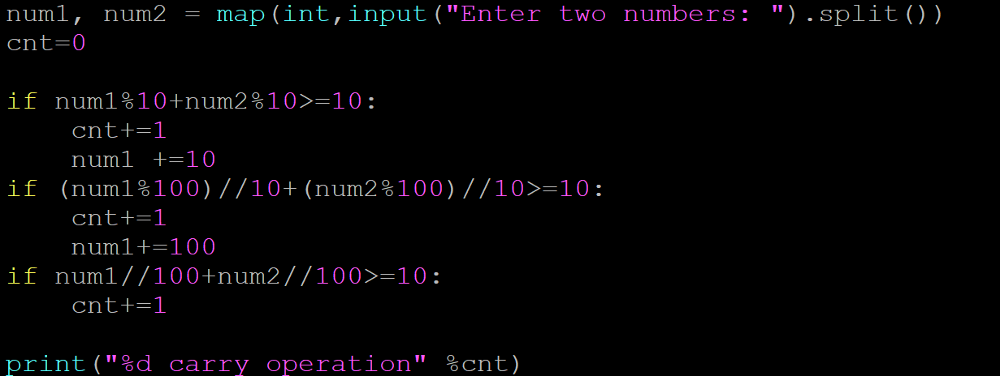 num1, num2 = map(int,input("Enter two numbers: ").split())
cnt=0

if num1%10+num2%10>=10:
    cnt+=1
    num1 +=10
if (num1%100)//10+(num2%100)//10>=10:
    cnt+=1
    num1+=100
if num1//100+num2//100>=10:
    cnt+=1

print("%d carry operation" %cnt)